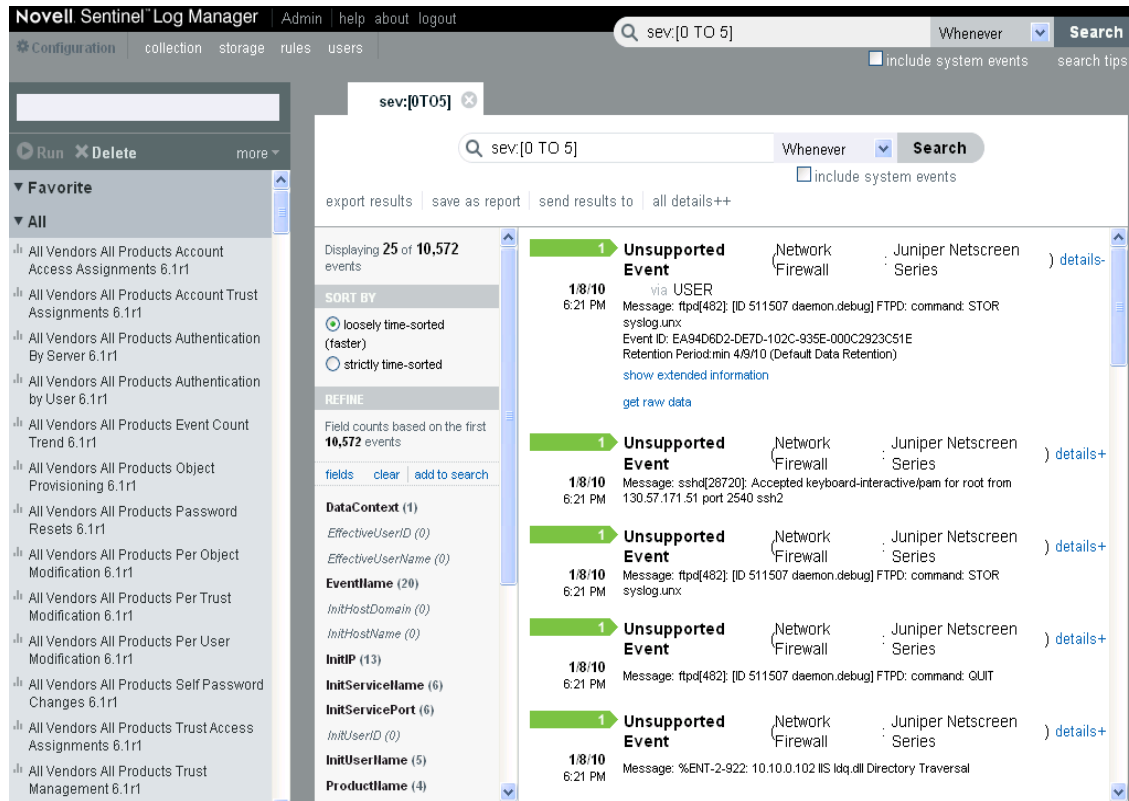 Novell Sentinel™ Log Manager Admin help about logout
sev:[0 TO 5] Whenever Search
Configuration collection storage rules users
include system events search tips
Run Delete more
Favorite
All
All Vendors All Products Account
Access Assignments 6.1r1
All Vendors All Products Account Trust
Assignments 6.1r1
All Vendors All Products Authentication
By Server 6.1r1
All Vendors All Products Authentication
by User 6.1r1
All Vendors All Products Event Count
Trend 6.1r1
All Vendors All Products Object
Provisioning 6.1r1
All Vendors All Products Password
Resets 6.1r1
All Vendors All Products Per Object
Modification 6.1r1
All Vendors All Products Per Trust
Modification 6.1r1
All Vendors All Products Per User
Modification 6.1r1
All Vendors All Products Self Password
Changes 6.1r1
All Vendors All Products Trust Access
Assignments 6.1r1
All Vendors All Products Trust
Management 6.1r1
sev:[0TO5]
sev:[0 TO 5] Whenever Search
include system events
export results save as report send results to all details++
Displaying 25 of 10,572
events
SORT BY
loosely time-sorted
(faster)
strictly time-sorted
REFINE
Field counts based on the first
10,572 events
fields clear add to search
DataContext (1)
EffectiveUserID (0)
EffectiveUserName (0)
EventName (20)
InitHostDomain (0)
InitHostName (0)
InitIP (13)
InitServiceName (6)
InitServicePort (6)
InitUserID (0)
InitUserName (5)
ProductName (4)
1 Unsupported Event (Network Firewall : Juniper Netscreen Series ) details-
1/8/10 via USER
6:21 PM Message: ftpd[482]: [ID 511507 daemon.debug] FTPD: command: STOR
syslog.unx
Event ID: EA94D6D2-DE7D-102C-935E-000C2923C51E
Retention Period:min 4/9/10 (Default Data Retention)
show extended information
get raw data
1 Unsupported Event (Network Firewall : Juniper Netscreen Series ) details+
1/8/10 Message: sshd[28720]: Accepted keyboard-interactive/pam for root from
6:21 PM 130.57.171.51 port 2540 ssh2
1 Unsupported Event (Network Firewall : Juniper Netscreen Series ) details+
1/8/10 Message: ftpd[482]: [ID 511507 daemon.debug] FTPD: command: STOR
6:21 PM syslog.unx
1 Unsupported Event (Network Firewall : Juniper Netscreen Series ) details+
1/8/10
6:21 PM Message: ftpd[482]: [ID 511507 daemon.debug] FTPD: command: QUIT
1 Unsupported Event (Network Firewall : Juniper Netscreen Series ) details+
1/8/10
6:21 PM Message: %ENT-2-922: 10.10.0.102 IIS ldq.dll Directory Traversal